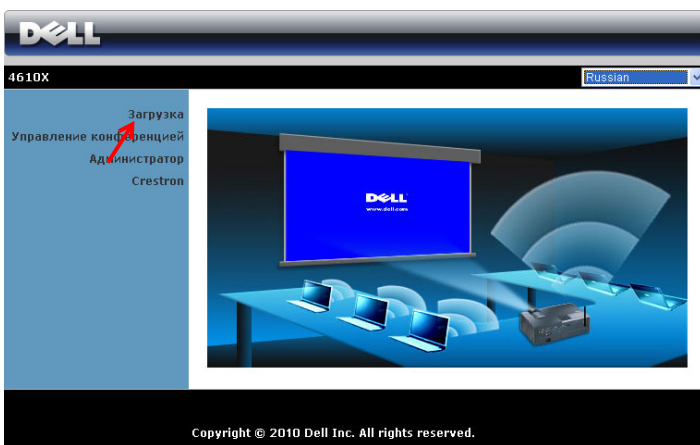 DELL
4610X
Russian
Загрузка
Управление конференцией
Администратор
Crestron
DELL
www.dell.com
Copyright © 2010 Dell Inc. All rights reserved.